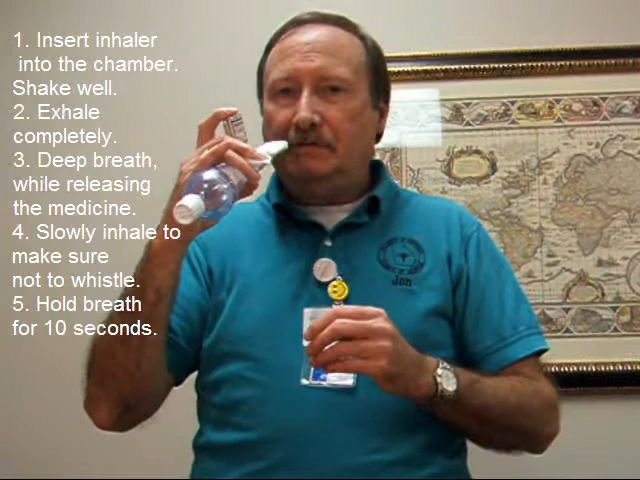 1. Insert inhaler
into the chamber.
Shake well.
2. Exhale
completely.
3. Deep breath,
while releasing
the medicine.
4. Slowly inhale to
make sure
not to whistle.
5. Hold breath
for 10 seconds.
Jon